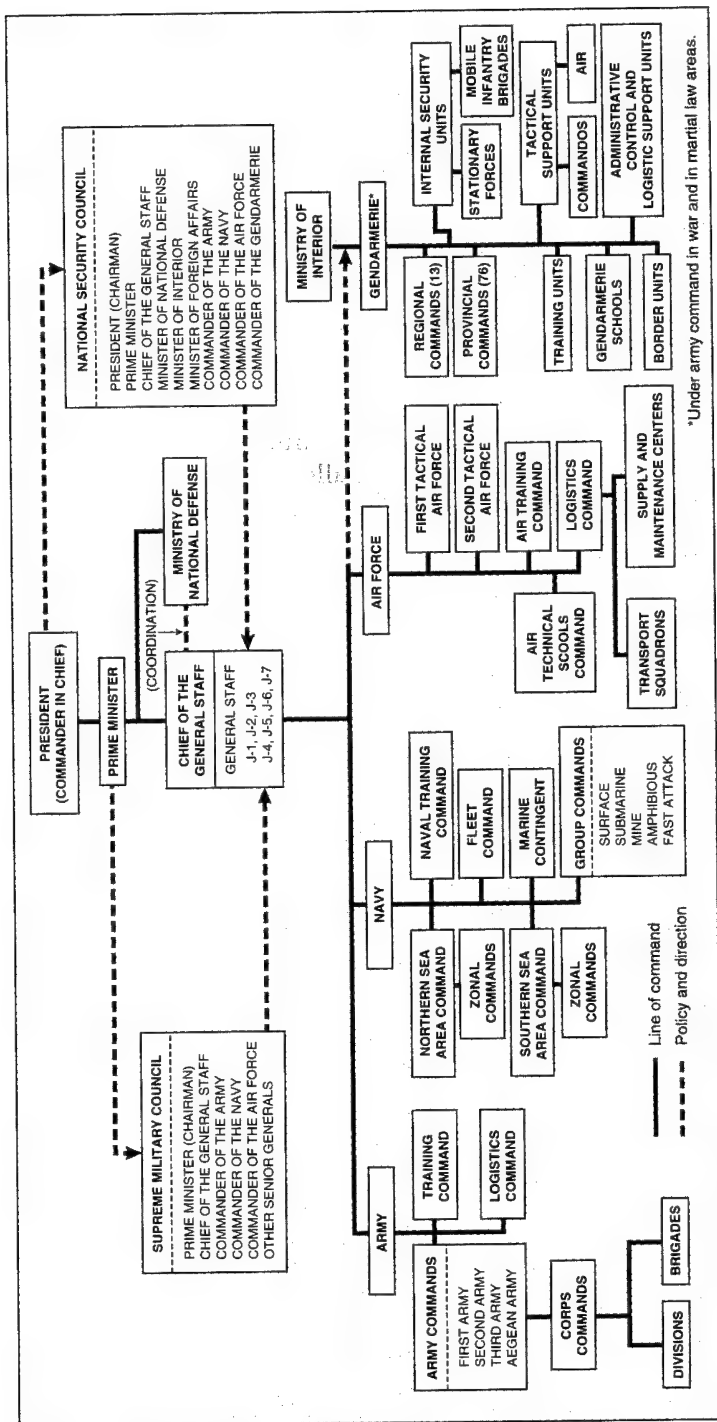 PRESIDENT
(COMMANDER IN CHIEF)
PRIME MINISTER
(COORDINATION)
MINISTRY OF
NATIONAL DEFENSE
CHIEF OF THE
GENERAL STAFF
GENERAL STAFF
J-1, J-2, J-3
J-4, J-5, J-6, J-7
SUPREME MILITARY COUNCIL
PRIME MINISTER (CHAIRMAN)
CHIEF OF THE GENERAL STAFF
COMMANDER OF THE ARMY
COMMANDER OF THE NAVY
COMMANDER OF THE AIR FORCE
OTHER SENIOR GENERALS
NATIONAL SECURITY COUNCIL
PRESIDENT (CHAIRMAN)
PRIME MINISTER
CHIEF OF THE GENERAL STAFF
MINISTER OF NATIONAL DEFENSE
MINISTER OF INTERIOR
MINISTER OF FOREIGN AFFAIRS
COMMANDER OF THE ARMY
COMMANDER OF THE NAVY
COMMANDER OF THE AIR FORCE
COMMANDER OF THE GENDARMERIE
MINISTRY OF
INTERIOR
ARMY
ARMY COMMANDS
FIRST ARMY
SECOND ARMY
THIRD ARMY
AEGEAN ARMY
TRAINING
COMMAND
LOGISTICS
COMMAND
CORPS
COMMANDS
DIVISIONS
BRIGADES
NAVY
NORTHERN SEA
AREA COMMAND
ZONAL
COMMANDS
SOUTHERN SEA
AREA COMMAND
ZONAL
COMMANDS
NAVAL TRAINING
COMMAND
FLEET
COMMAND
MARINE
CONTINGENT
GROUP COMMANDS
SURFACE
SUBMARINE
MINE
AMPHIBIOUS
FAST ATTACK
AIR FORCE
FIRST TACTICAL
AIR FORCE
SECOND TACTICAL
AIR FORCE
AIR TRAINING
COMMAND
LOGISTICS
COMMAND
AIR
TECHNICAL
SCOOLS
COMMAND
TRANSPORT
SQUADRONS
SUPPLY AND
MAINTENANCE CENTERS
GENDARMERIE*
REGIONAL
COMMANDS (13)
PROVINCIAL
COMMANDS (76)
TRAINING UNITS
GENDARMERIE
SCHOOLS
BORDER UNITS
INTERNAL SECURITY
UNITS
STATIONARY
FORCES
MOBILE
INFANTRY
BRIGADES
TACTICAL
SUPPORT UNITS
COMMANDOS
AIR
ADMINISTRATIVE
CONTROL AND
LOGISTIC SUPPORT UNITS
Line of command
Policy and direction
*Under army command in war and in martial law areas.